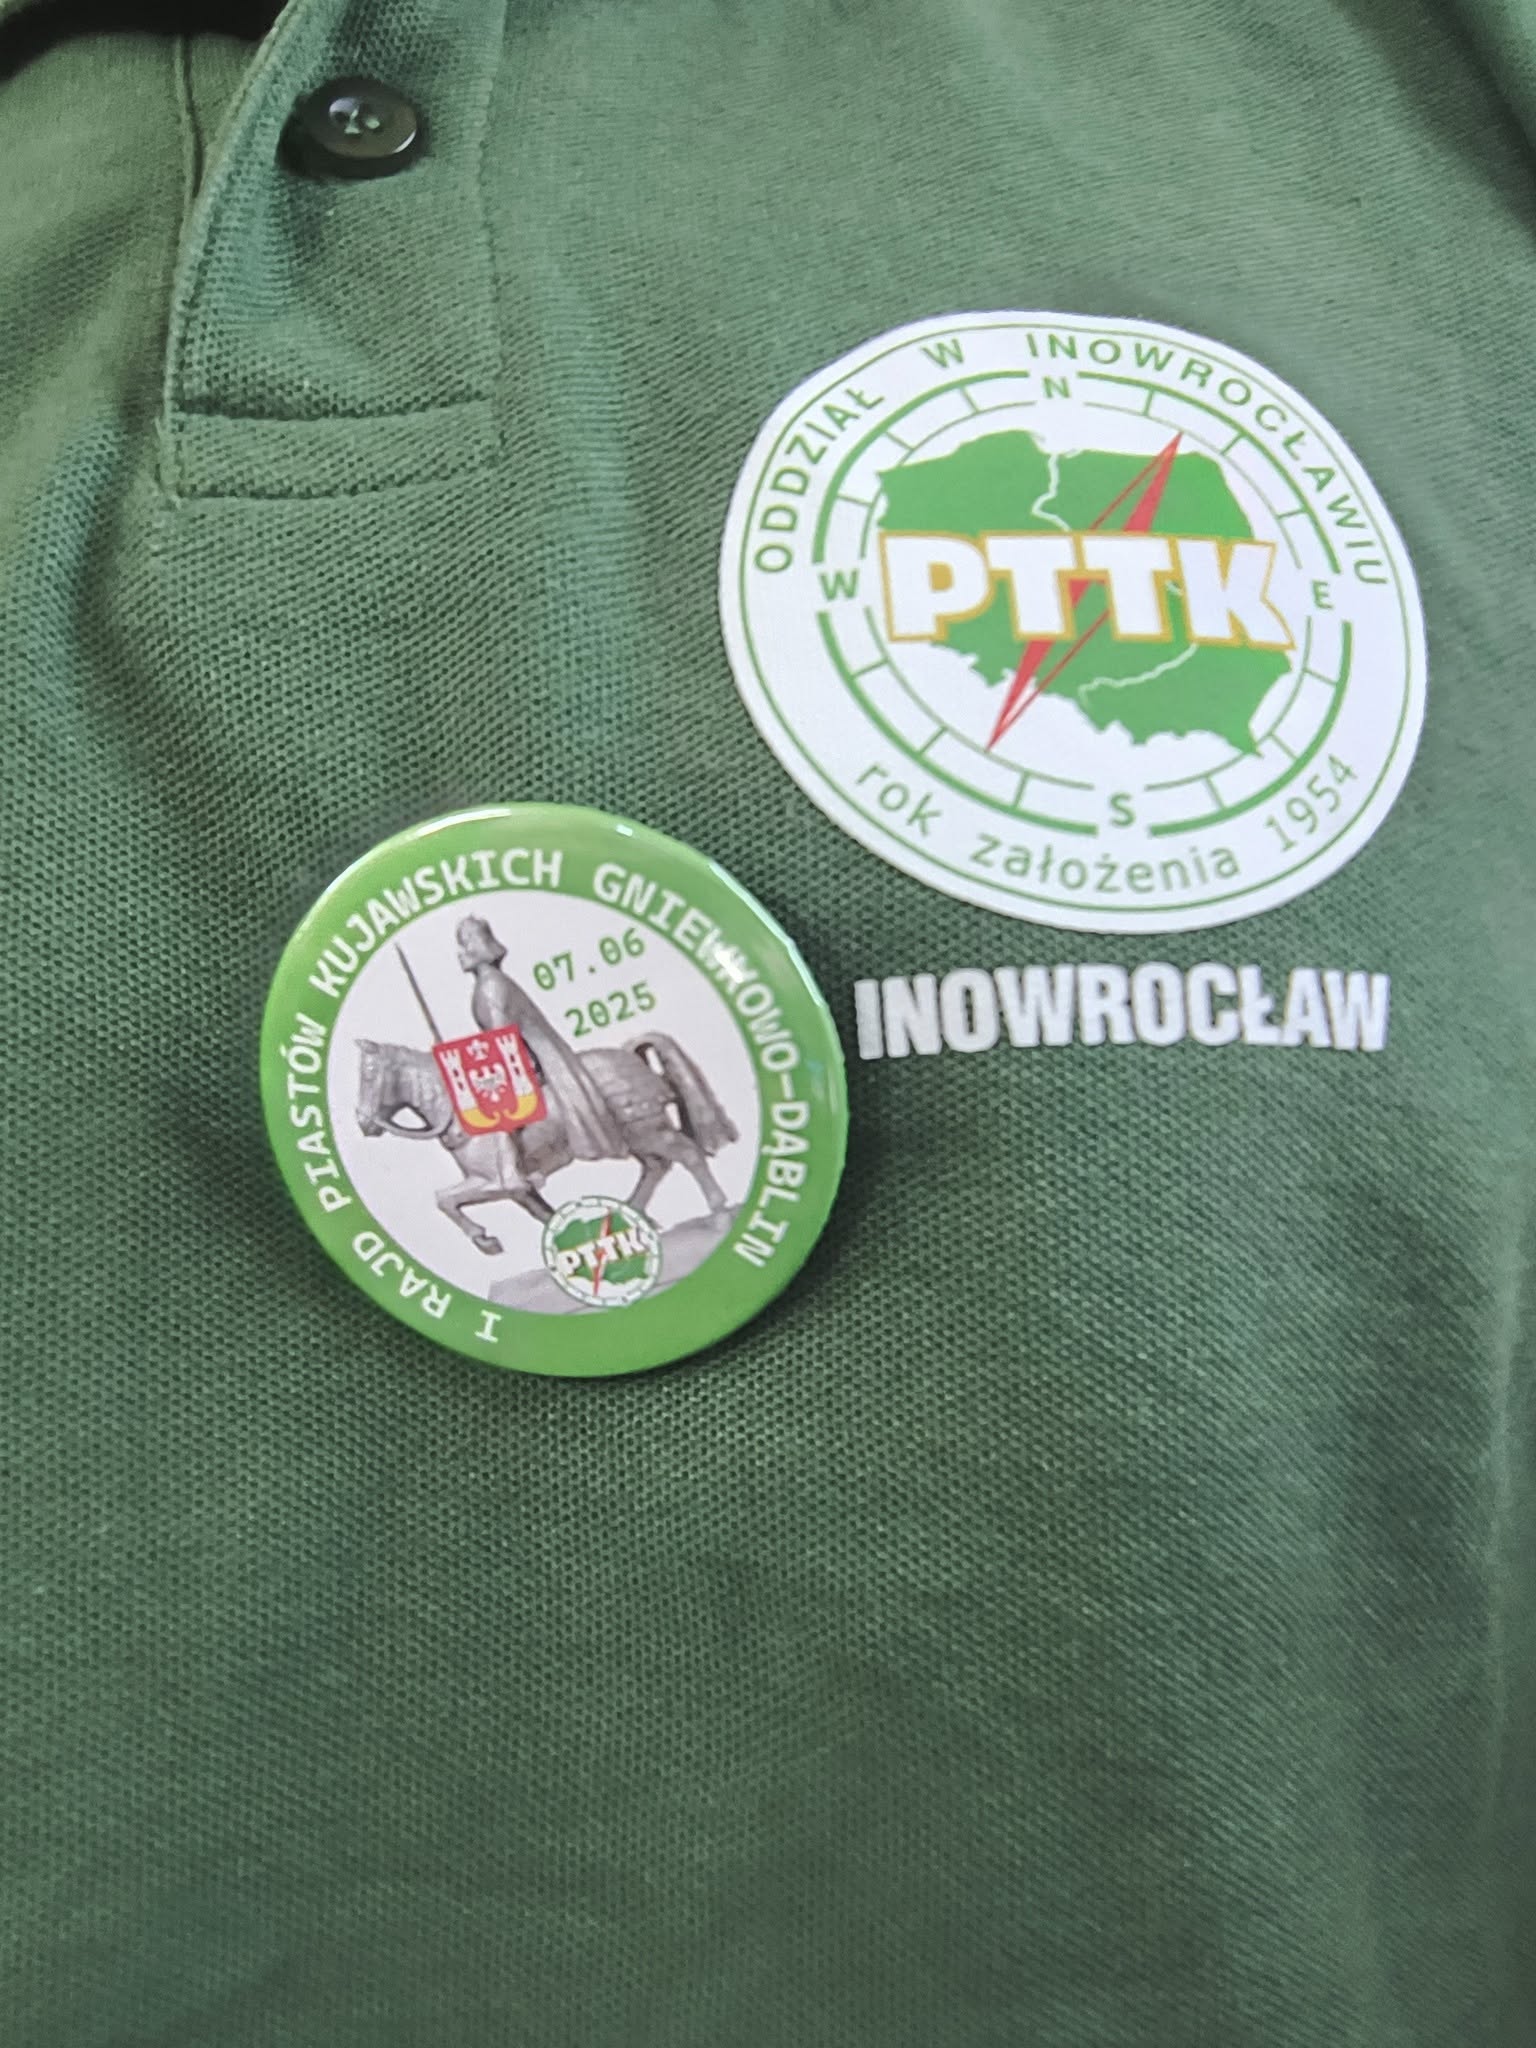 ODDZIAŁ W INOWROCŁAWIU
N
W
E
PTTK
S
rok założenia 1954
INOWROCŁAW
I RAJD PIASTÓW KUJAWSKICH GNIEWKOWO-DĄBLIN
07.06
2025
PTTK